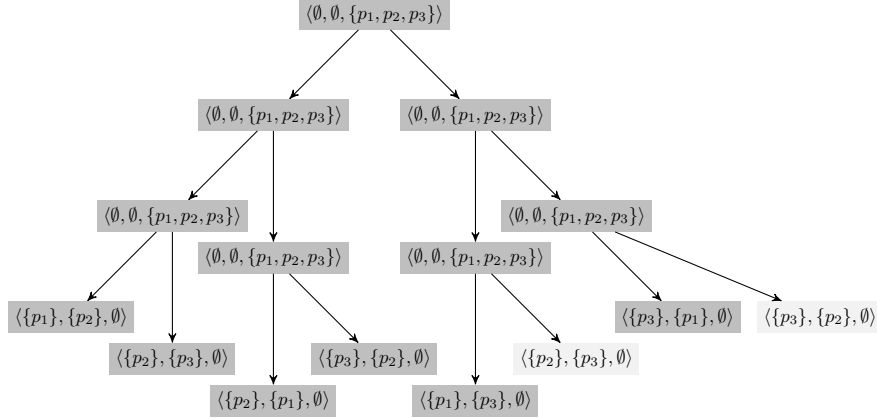 ⟨∅, ∅, {p₁, p₂, p₃}⟩
⟨∅, ∅, {p₁, p₂, p₃}⟩
⟨∅, ∅, {p₁, p₂, p₃}⟩
⟨∅, ∅, {p₁, p₂, p₃}⟩
⟨∅, ∅, {p₁, p₂, p₃}⟩
⟨∅, ∅, {p₁, p₂, p₃}⟩
⟨∅, ∅, {p₁, p₂, p₃}⟩
⟨{p₁}, {p₂}, ∅⟩
⟨{p₃}, {p₁}, ∅⟩
⟨{p₃}, {p₂}, ∅⟩
⟨{p₂}, {p₃}, ∅⟩
⟨{p₃}, {p₂}, ∅⟩
⟨{p₂}, {p₃}, ∅⟩
⟨{p₂}, {p₁}, ∅⟩
⟨{p₁}, {p₃}, ∅⟩